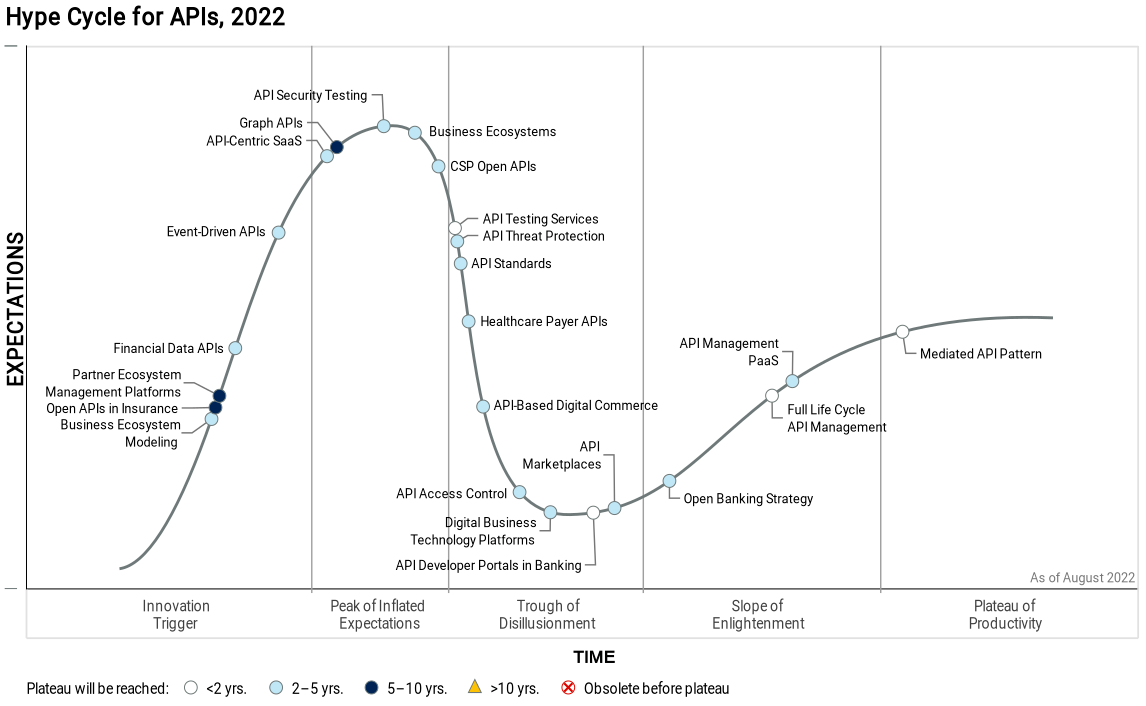 Hype Cycle for APIs, 2022
EXPECTATIONS
API Security Testing
Graph APIs
API-Centric SaaS
Business Ecosystems
CSP Open APIs
Event-Driven APIs
API Testing Services
API Threat Protection
API Standards
Healthcare Payer APIs
Financial Data APIs
Partner Ecosystem
Management Platforms
Open APIs in Insurance
Business Ecosystem
Modeling
API-Based Digital Commerce
API
Marketplaces
API Access Control
Digital Business
Technology Platforms
API Developer Portals in Banking
Open Banking Strategy
API Management
PaaS
Full Life Cycle
API Management
Mediated API Pattern
As of August 2022
Innovation
Trigger
Peak of Inflated
Expectations
Trough of
Disillusionment
Slope of
Enlightenment
Plateau of
Productivity
TIME
Plateau will be reached: <2 yrs. 2–5 yrs. 5–10 yrs. >10 yrs. Obsolete before plateau